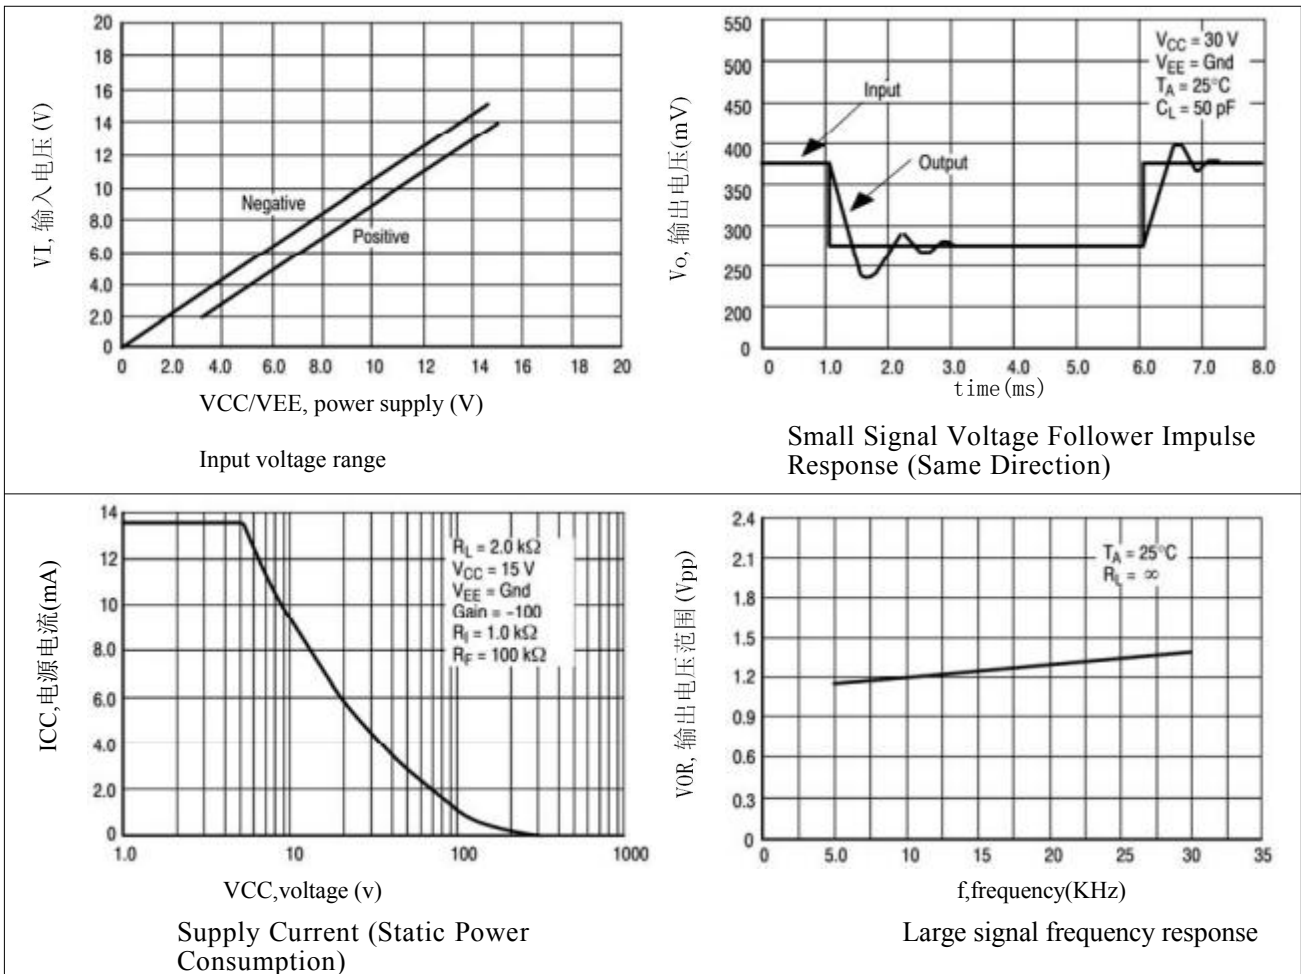 20
18
16
14
12
10
8.0
6.0
4.0
2.0
0
VI, 输入电压 (V)
Negative
Positive
0 2.0 4.0 6.0 8.0 10 12 14 16 18 20
VCC/VEE, power supply (V)
Input voltage range
550
500
450
400
350
300
250
200
0
Vo, 输出电压(mV)
VCC = 30 V
VEE = Gnd
TA = 25°C
CL = 50 pF
Input
Output
0 1.0 2.0 3.0 4.0 5.0 6.0 7.0 8.0
time(ms)
Small Signal Voltage Follower Impulse
Response (Same Direction)
14
12
10
8.0
6.0
4.0
2.0
0
ICC,电源电流(mA)
RL = 2.0 kΩ
VCC = 15 V
VEE = Gnd
Gain = -100
RI = 1.0 kΩ
RF = 100 kΩ
1.0 10 100 1000
VCC,voltage (v)
Supply Current (Static Power
Consumption)
2.4
2.1
1.8
1.5
1.2
0.9
0.6
0.3
0
VOR, 输出电压范围 (Vpp)
TA = 25°C
RL = ∞
0 5.0 10 15 20 25 30 35
f,frequency(KHz)
Large signal frequency response